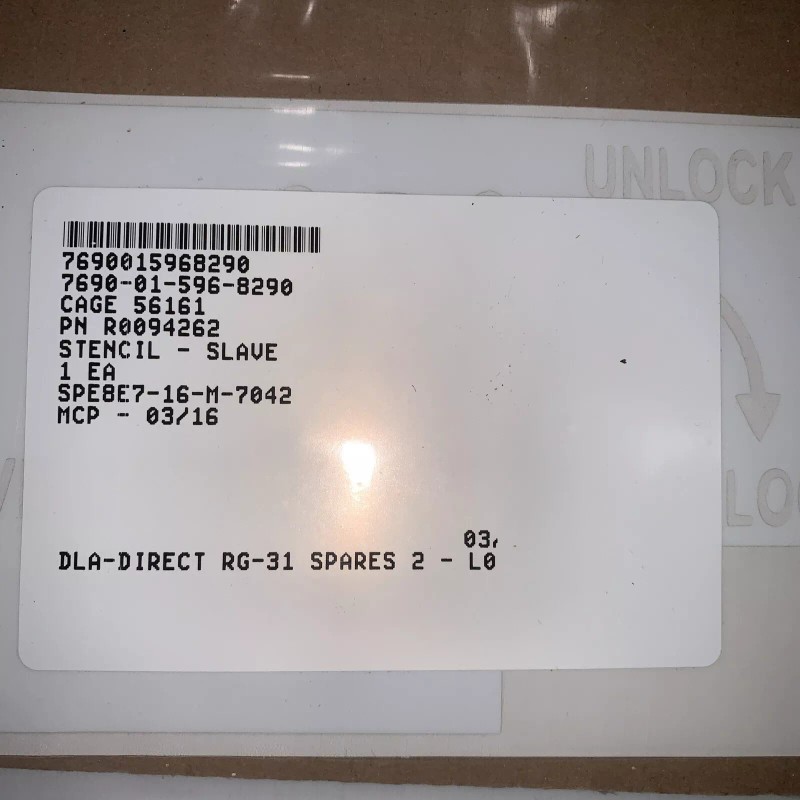 UNLOCK
7690015968290
7690-01-596-8290
CAGE 56161
PN R0094262
STENCIL - SLAVE
1 EA
SPE8E7-16-M-7042
MCP - 03/16
03,
DLA-DIRECT RG-31 SPARES 2 - L0